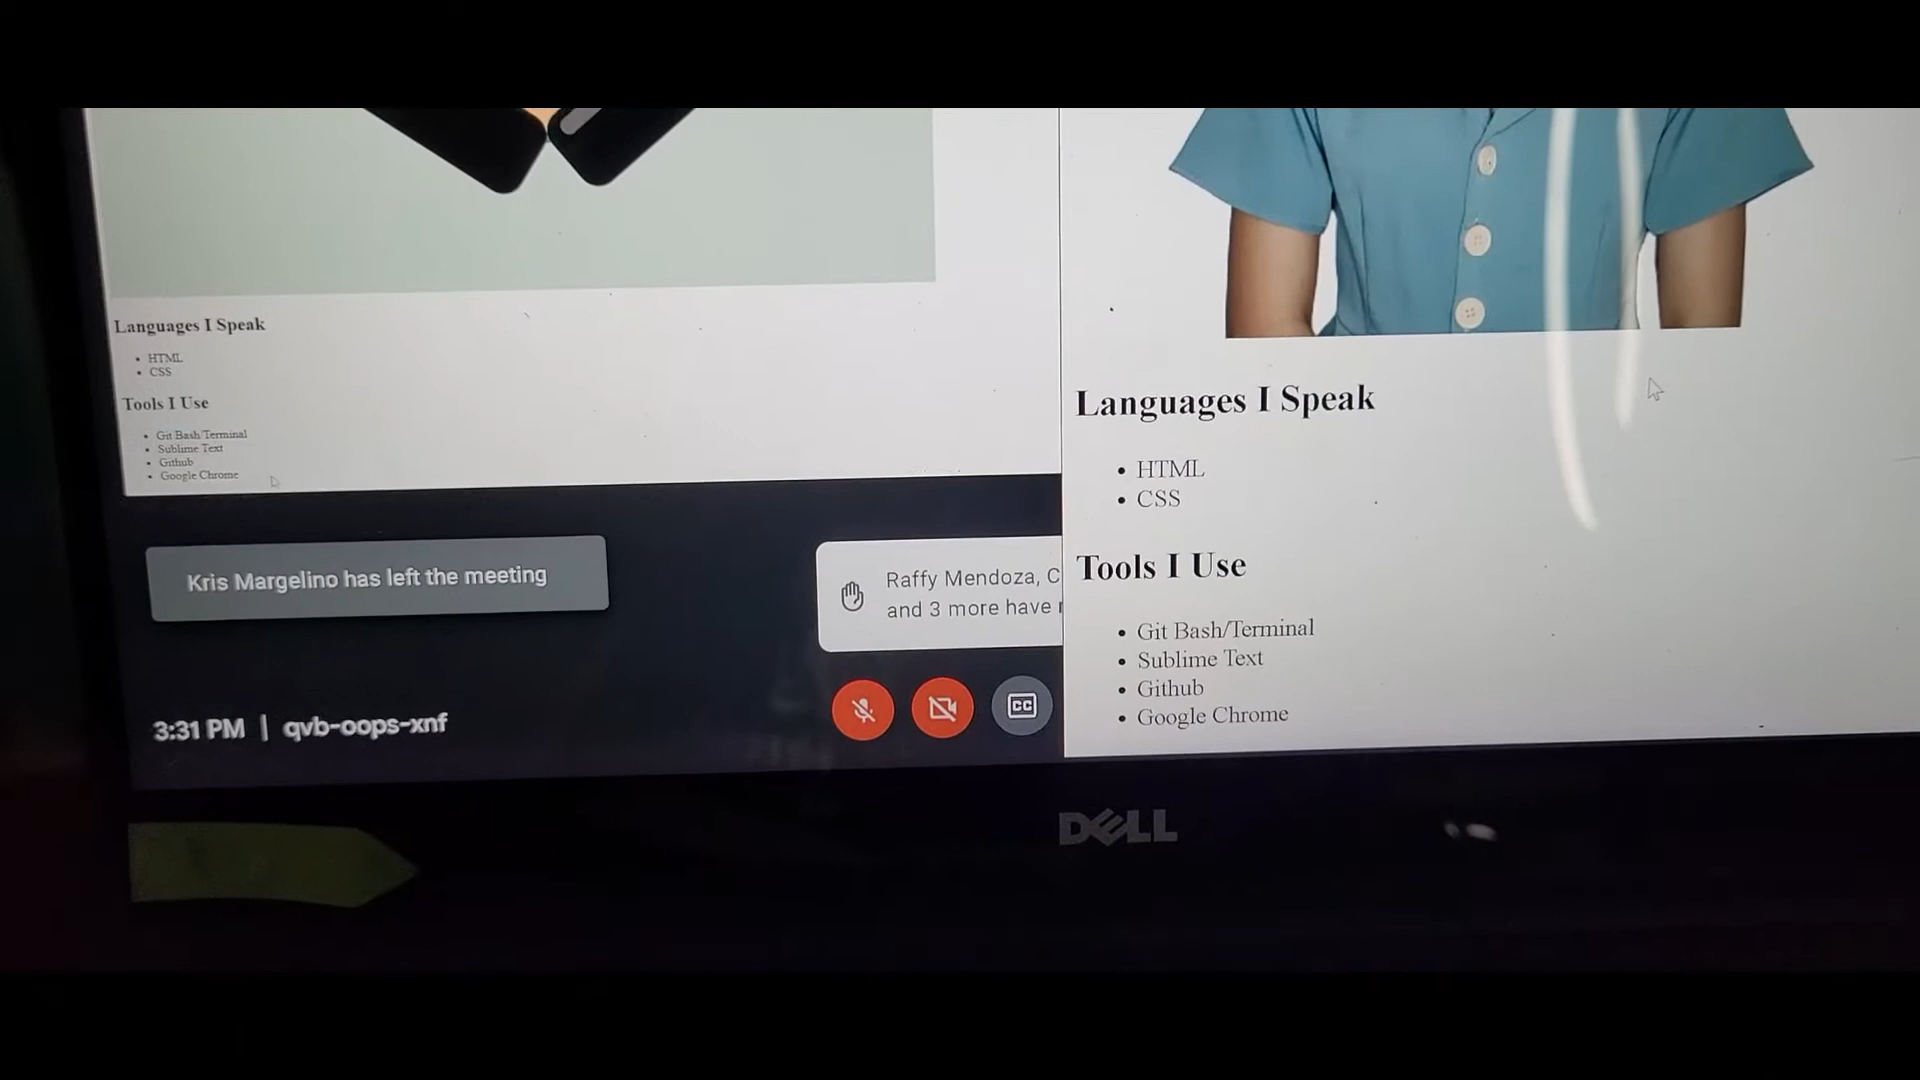 Languages I Speak
HTML
CSS
Tools I Use
Git Bash/Terminal
Sublime Text
Github
Google Chrome
Kris Margelino has left the meeting
Raffy Mendoza, C
and 3 more have r
3:31 PM | qvb-oops-xnf
CC
Languages I Speak
HTML
CSS
Tools I Use
Git Bash/Terminal
Sublime Text
Github
Google Chrome
DELL